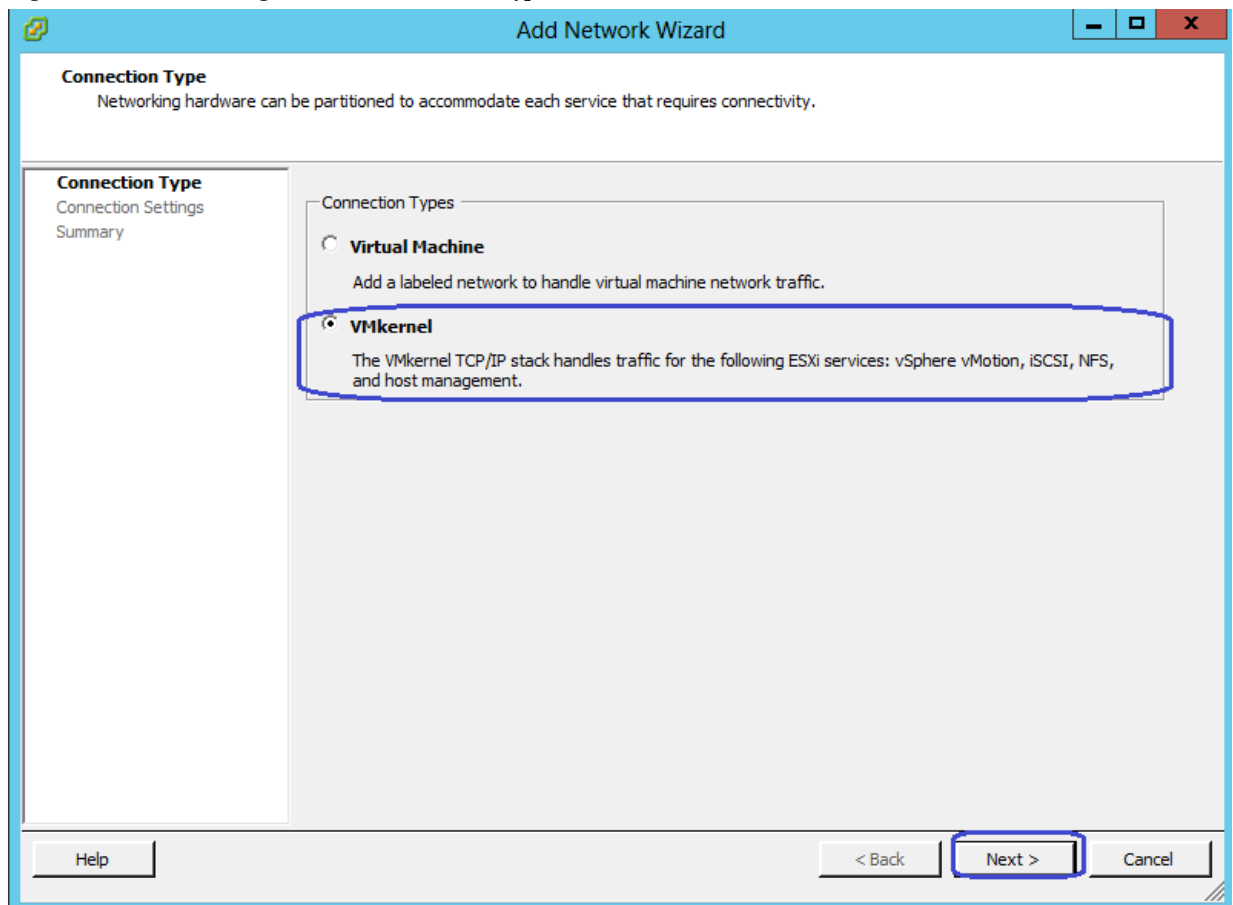 Add Network Wizard
Connection Type
Networking hardware can be partitioned to accommodate each service that requires connectivity.
Connection Type
Connection Settings
Summary
Connection Types
Virtual Machine
Add a labeled network to handle virtual machine network traffic.
VMkernel
The VMkernel TCP/IP stack handles traffic for the following ESXi services: vSphere vMotion, iSCSI, NFS,
and host management.
Help
< Back
Next >
Cancel